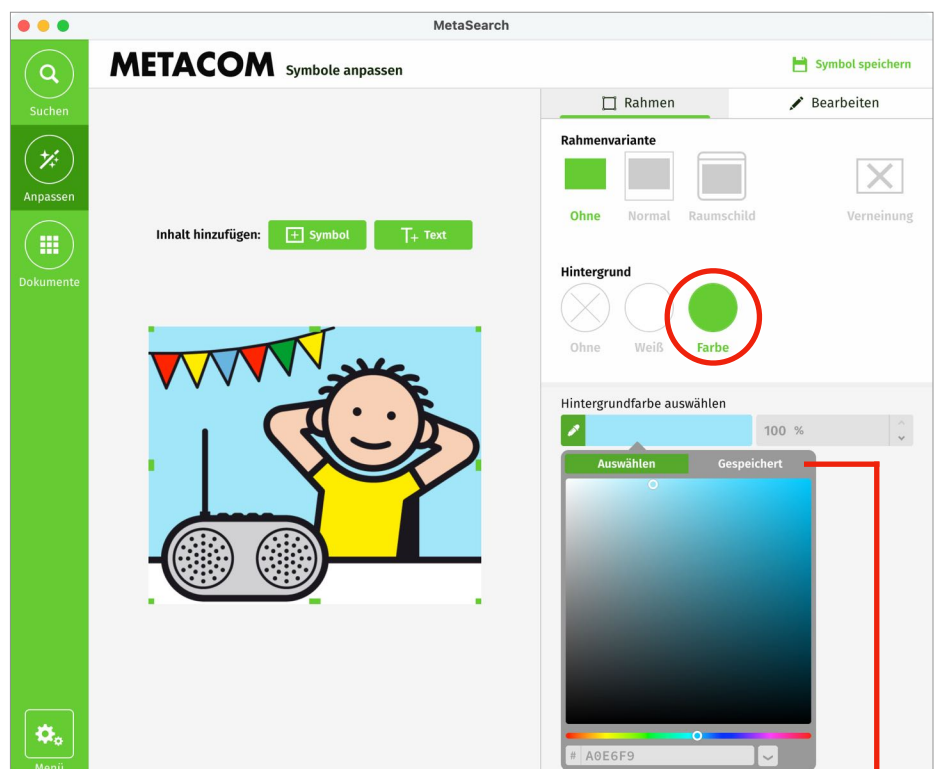 MetaSearch
METACOM Symbole anpassen
Symbol speichern
Suchen
Anpassen
Dokumente
Menü
Inhalt hinzufügen:
Symbol
T+ Text
Rahmen
Bearbeiten
Rahmenvariante
Ohne
Normal
Raumschild
Verneinung
Hintergrund
Ohne
Weiß
Farbe
Hintergrundfarbe auswählen
100 %
Auswählen
Gespeichert
# A0E6F9